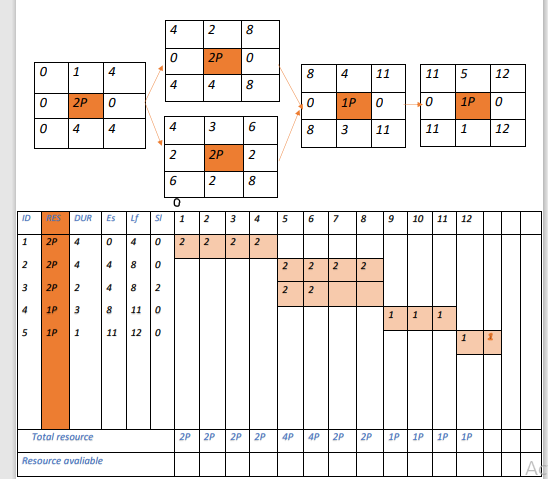 4 2 8
0 2P 0
4 4 8
0 1 4
0 2P 0
0 4 4
4 3 6
2 2P 2
6 2 8
8 4 11
0 1P 0
8 3 11
11 5 12
0 1P 0
11 1 12
0
ID RES DUR Es Lf Sl 1 2 3 4 5 6 7 8 9 10 11 12
1 2P 4 0 4 0 2 2 2 2
2 2P 4 4 8 0 2 2 2 2
3 2P 2 4 8 2 2 2
4 1P 3 8 11 0 1 1 1
5 1P 1 11 12 0 1 1
Total resource 2P 2P 2P 2P 4P 4P 2P 2P 1P 1P 1P 1P
Resource avaliable